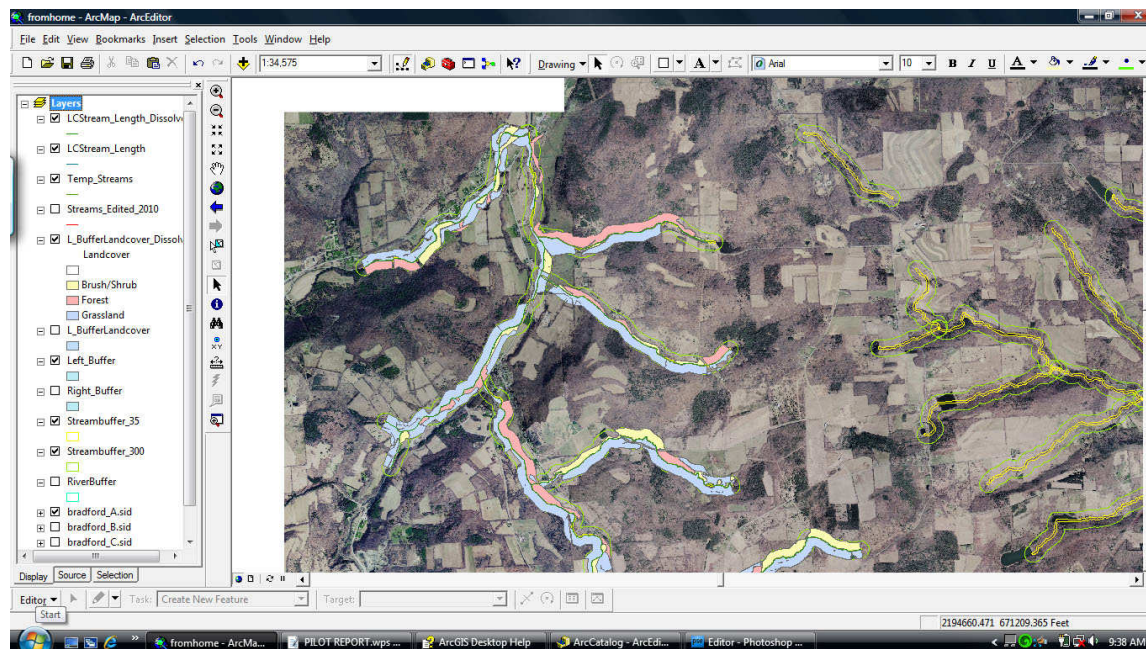 fromhome - ArcMap - ArcEditor
File Edit View Bookmarks Insert Selection Tools Window Help
1:34,575 Drawing A Arial 10 B I U A
Layers
LCStream_Length_Dissolv
LCStream_Length
Temp_Streams
Streams_Edited_2010
L_BufferLandcover_Dissolv
Landcover
Brush/Shrub
Forest
Grassland
L_BufferLandcover
Left_Buffer
Right_Buffer
Streambuffer_35
Streambuffer_300
RiverBuffer
bradford_A.sid
bradford_B.sid
bradford_C.sid
Display Source Selection
Editor Task: Create New Feature Target:
Start
2194660.471 671209.365 Feet
fromhome - ArcMa... PILOT REPORT.wps ... ArcGIS Desktop Help ArcCatalog - ArcEdi... Editor - Photoshop ... 9:38 AM